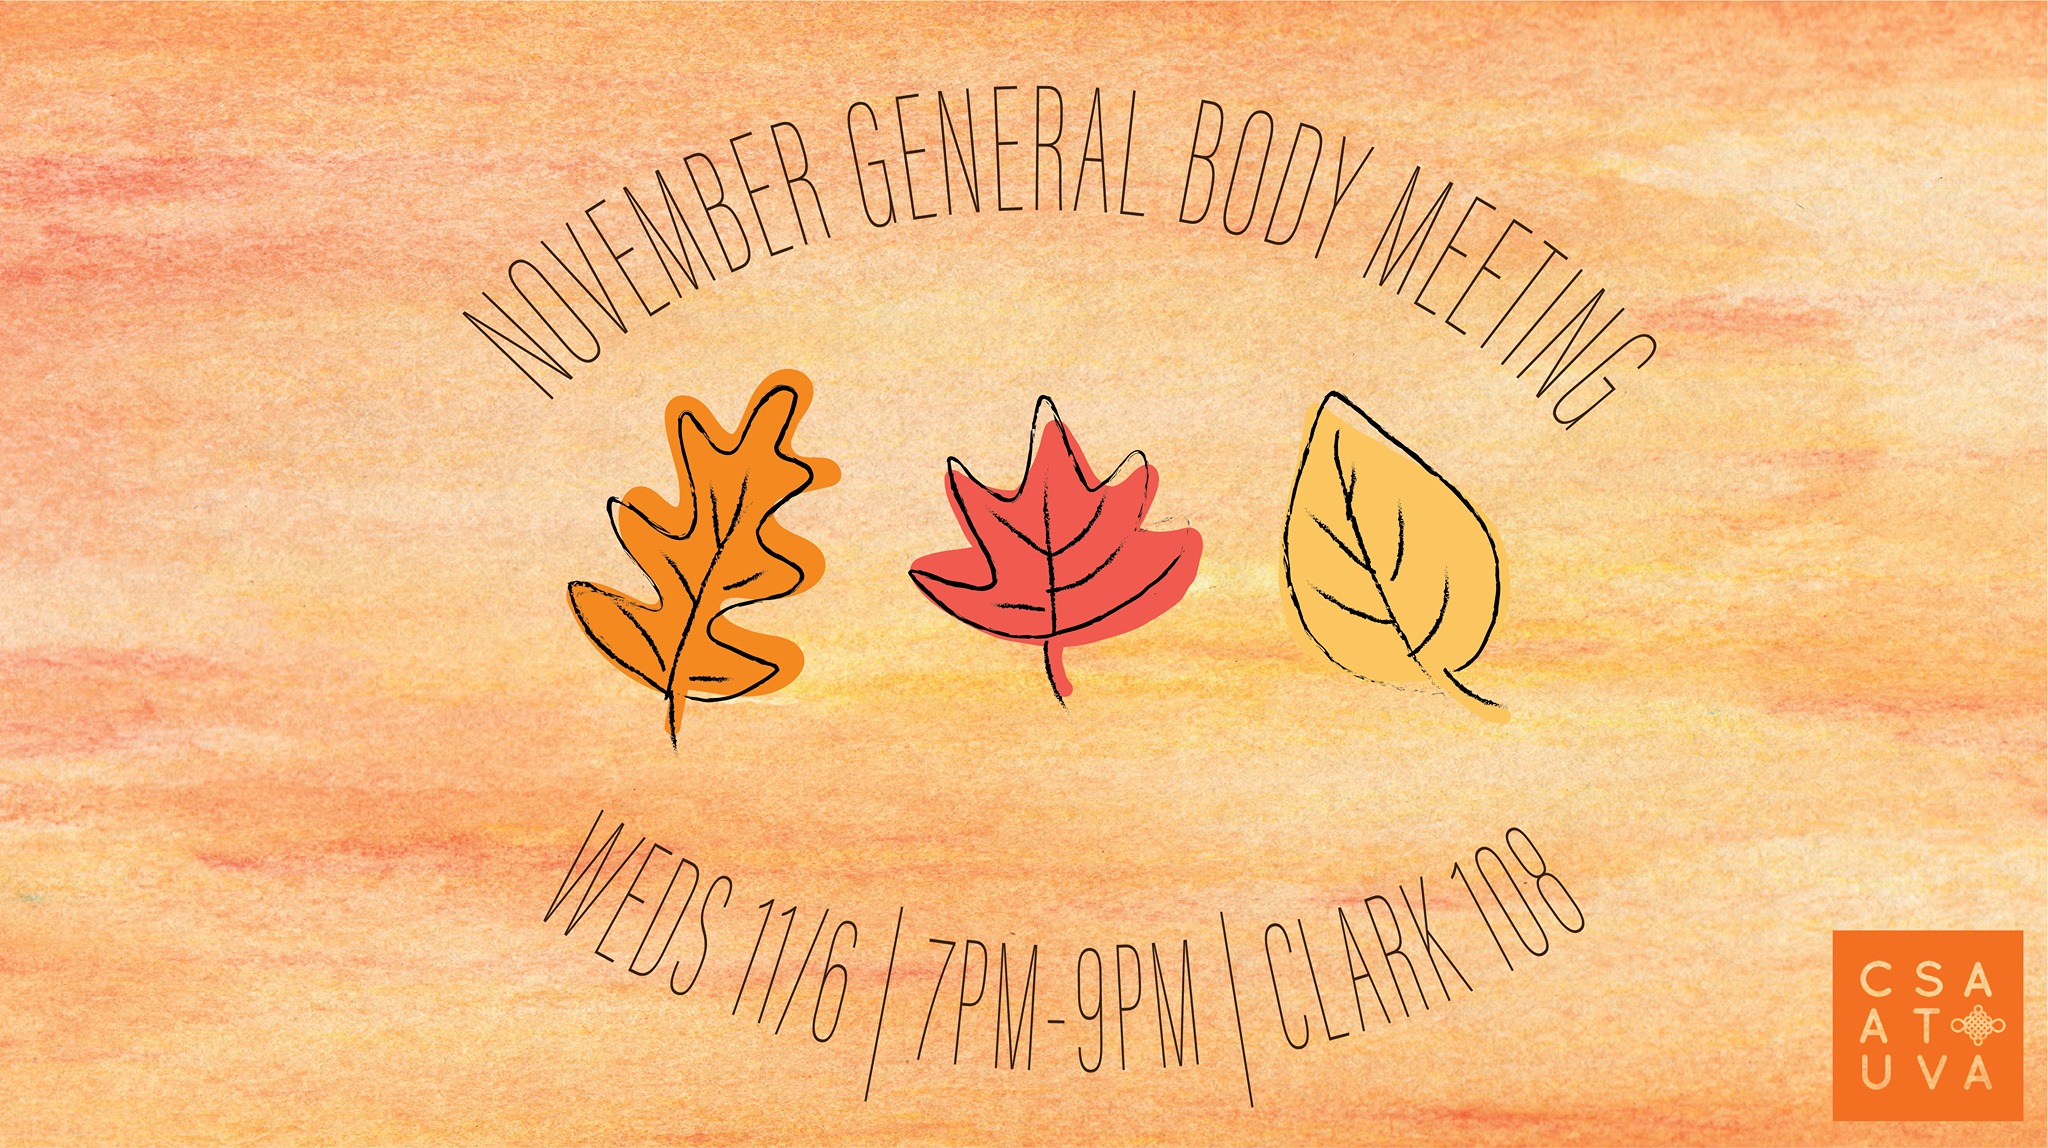 NOVEMBER GENERAL BODY MEETING
WEDS 11/6 | 7PM-9PM | CLARK 108
CSA
AT
UVA